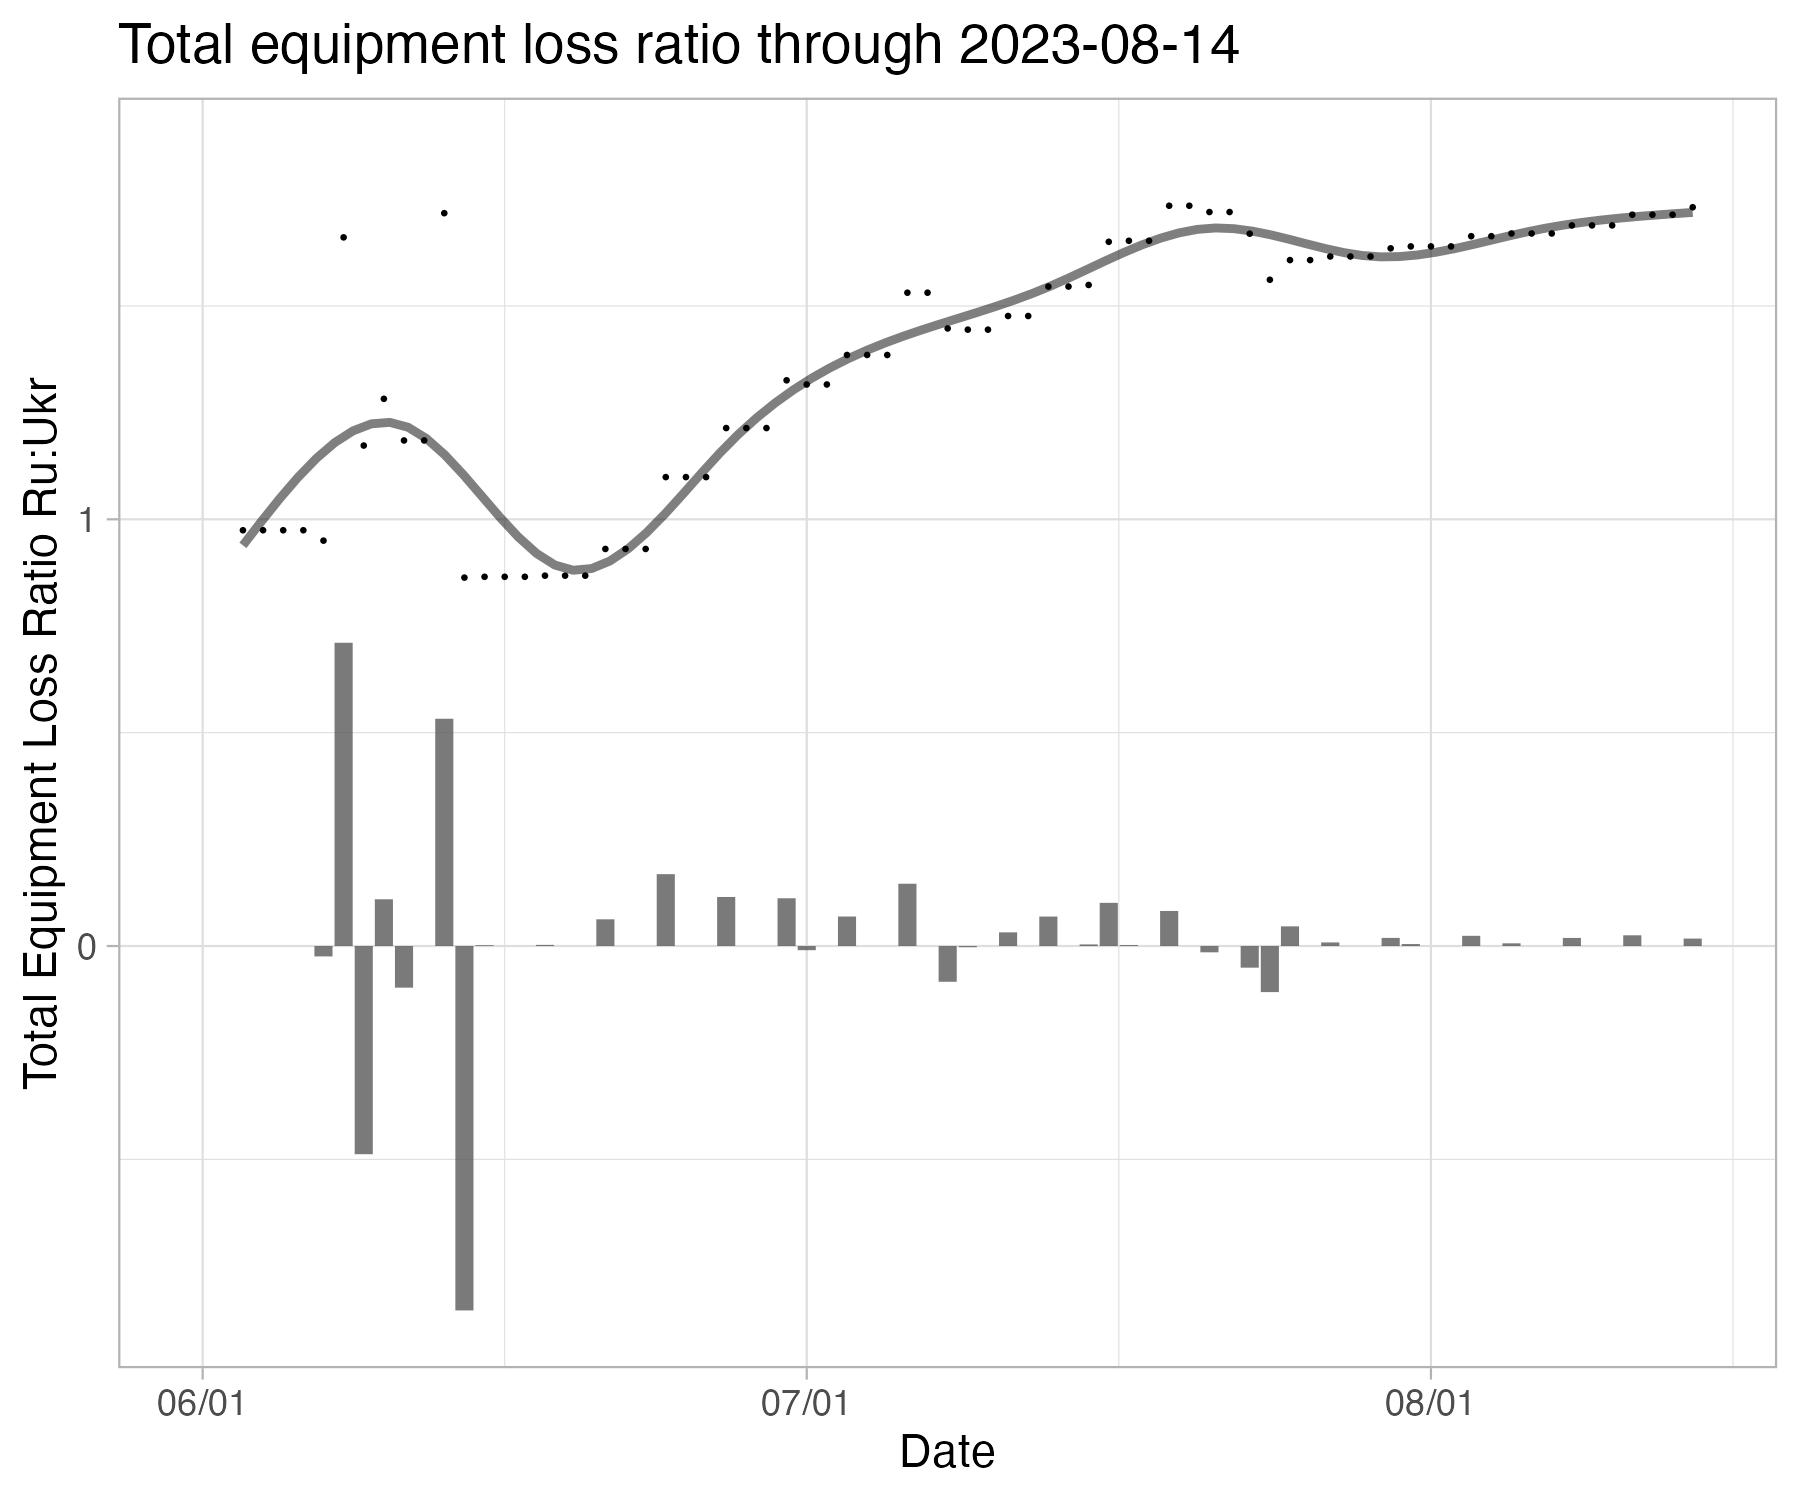 Total equipment loss ratio through 2023-08-14
Total Equipment Loss Ratio Ru:Ukr
1
0
06/01
07/01
08/01
Date